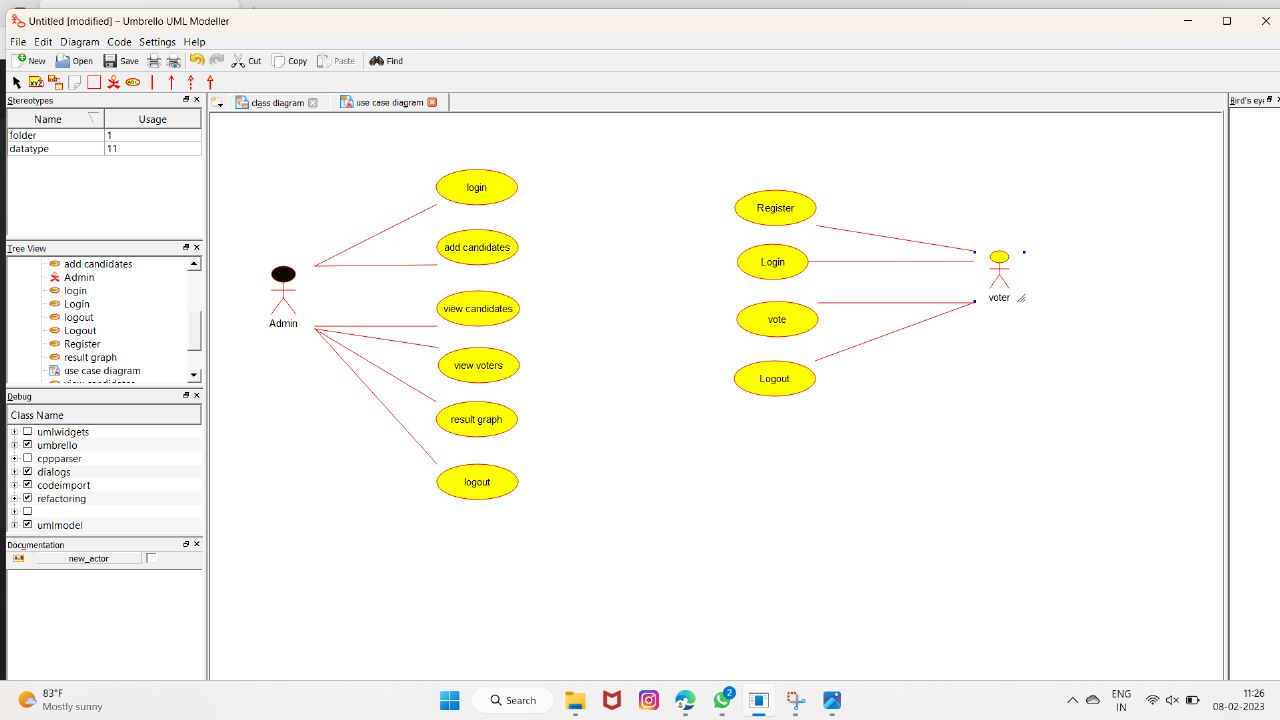 Untitled [modified] – Umbrello UML Modeller
File Edit Diagram Code Settings Help
New Open Save Cut Copy Paste Find
XYZ
Stereotypes
Name Usage
folder 1
datatype 11
Tree View
add candidates
Admin
login
Login
logout
Logout
Register
result graph
use case diagram
view candidates
Debug
Class Name
umlwidgets
umbrello
cppparser
dialogs
codeimport
refactoring
umlmodel
Documentation
new_actor
class diagram
use case diagram
login
add candidates
view candidates
view voters
result graph
logout
Admin
Register
Login
vote
Logout
voter
Bird's eye
83°F
Mostly sunny
Search
2
ENG
IN
11:26
08-02-2023